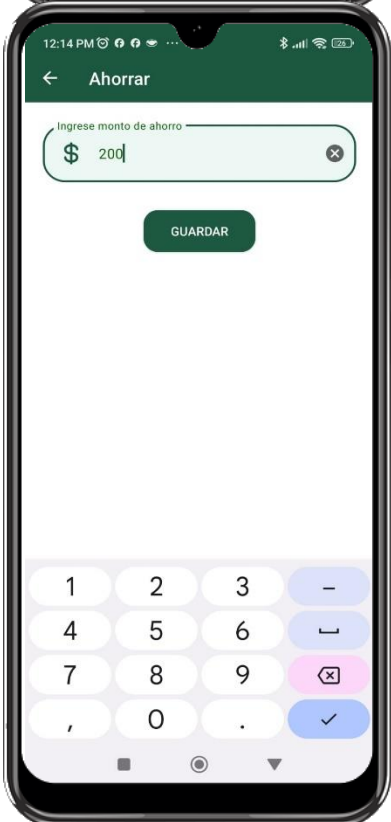 12:14 PM
26
Ahorrar
Ingrese monto de ahorro
$ 200
GUARDAR
1 2 3 –
4 5 6
7 8 9
, 0 .